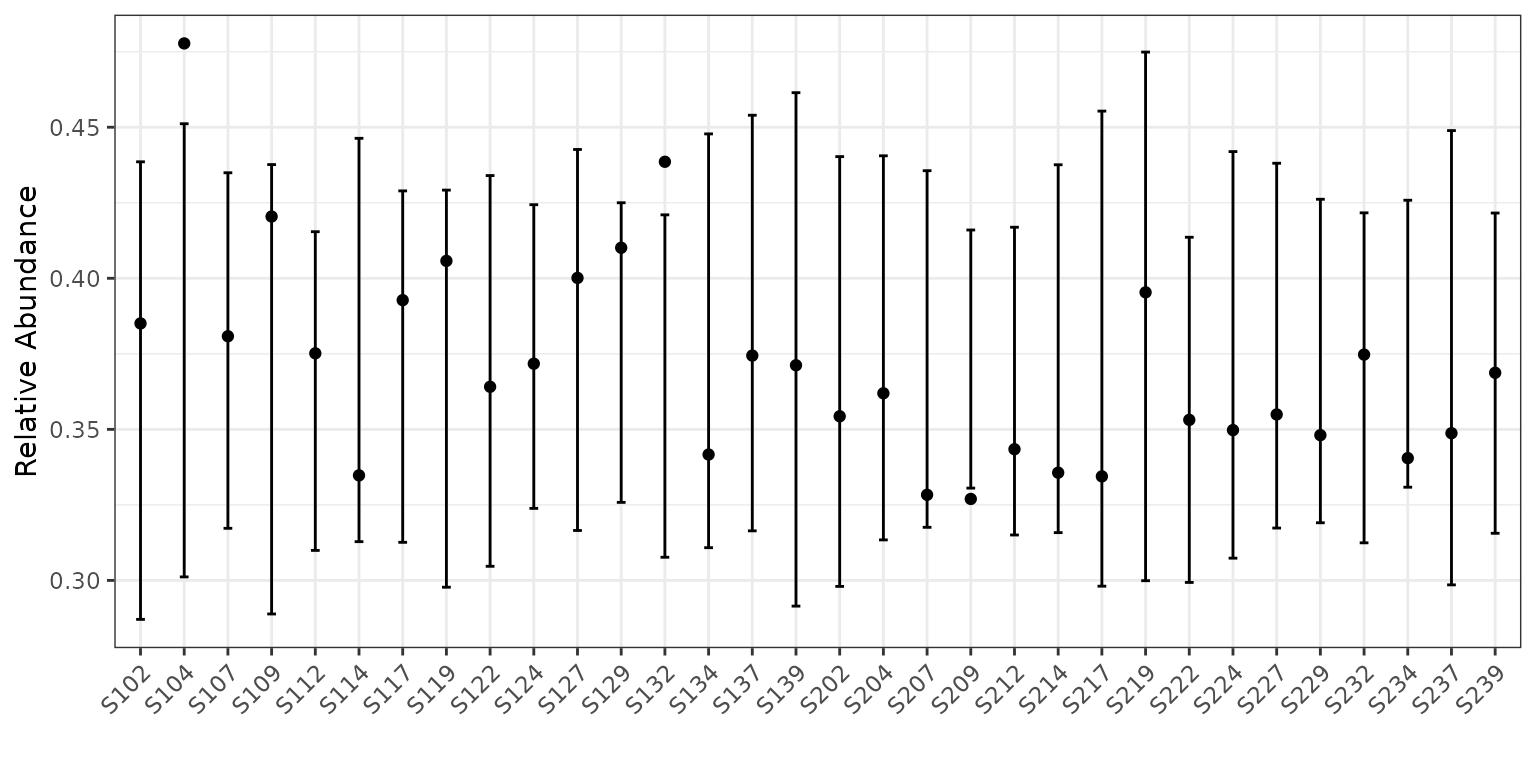 Relative Abundance
0.45
0.40
0.35
0.30
S102
S104
S107
S109
S112
S114
S117
S119
S122
S124
S127
S129
S132
S134
S137
S139
S202
S204
S207
S209
S212
S214
S217
S219
S222
S224
S227
S229
S232
S234
S237
S239